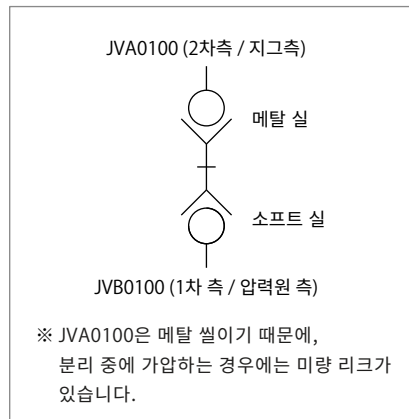 JVA0100 (2차측 / 지그측)
메탈 실
소프트 실
JVB0100 (1차 측 / 압력원 측)
※ JVA0100은 메탈 씰이기 때문에,
분리 중에 가압하는 경우에는 미량 리크가
있습니다.